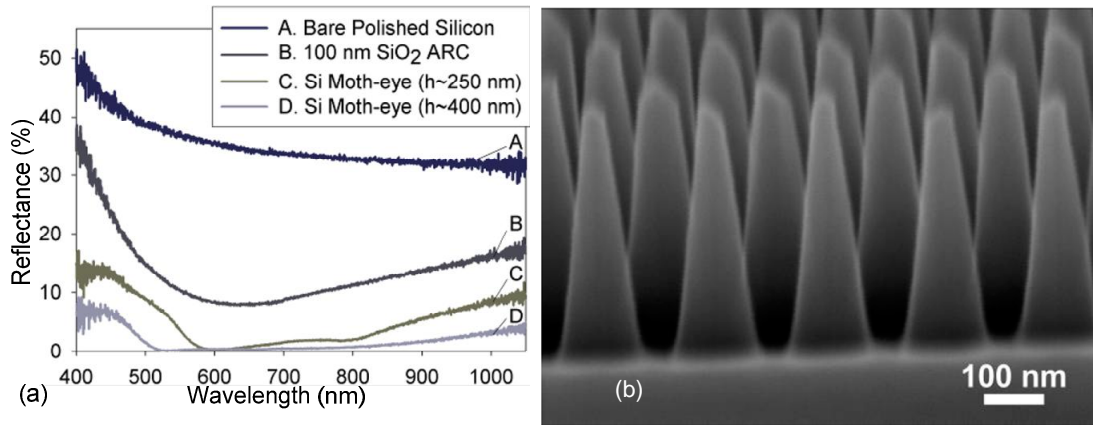 A. Bare Polished Silicon
B. 100 nm SiO2 ARC
C. Si Moth-eye (h~250 nm)
D. Si Moth-eye (h~400 nm)
50
40
30
20
10
0
Reflectance (%)
A
B
C
D
400 500 600 700 800 900 1000
Wavelength (nm)
(a)
(b)
100 nm